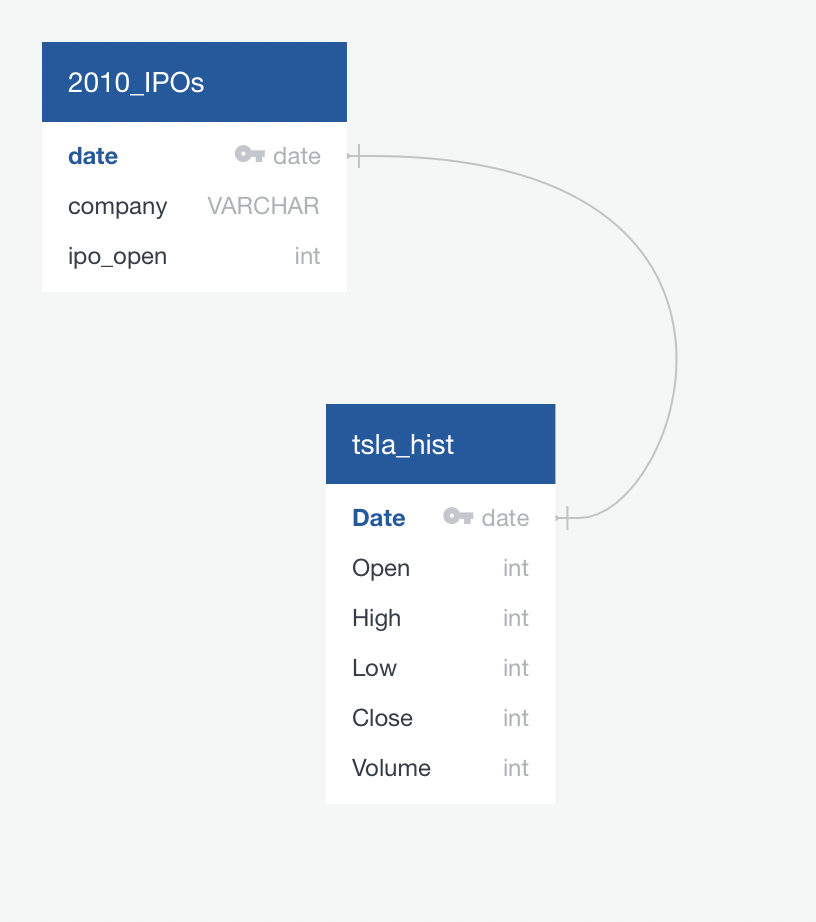 2010_IPOs
date date
company VARCHAR
ipo_open int
tsla_hist
Date date
Open int
High int
Low int
Close int
Volume int